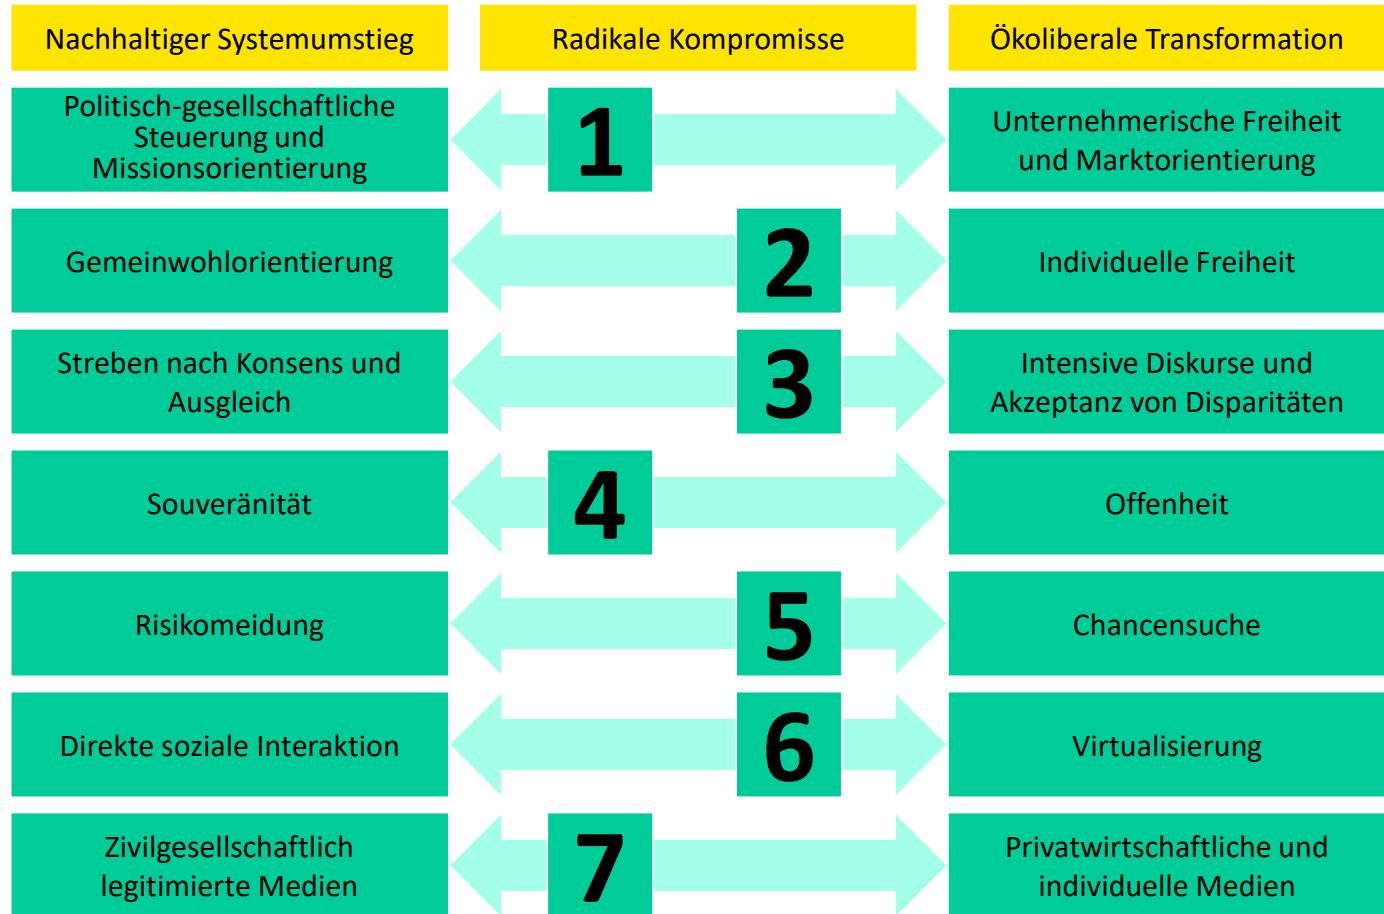 Nachhaltiger Systemumstieg
Radikale Kompromisse
Ökoliberale Transformation
Politisch-gesellschaftliche
Steuerung und
Missionsorientierung
1
Unternehmerische Freiheit
und Marktorientierung
Gemeinwohlorientierung
2
Individuelle Freiheit
Streben nach Konsens und
Ausgleich
3
Intensive Diskurse und
Akzeptanz von Disparitäten
Souveränität
4
Offenheit
Risikomeidung
5
Chancensuche
Direkte soziale Interaktion
6
Virtualisierung
Zivilgesellschaftlich
legitimierte Medien
7
Privatwirtschaftliche und
individuelle Medien